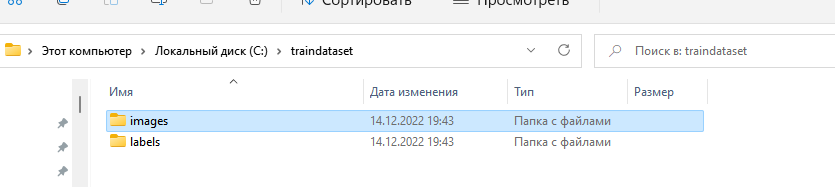 Сортировать Просмотреть
Этот компьютер Локальный диск (C:) traindataset Поиск в: traindataset
Имя Дата изменения Тип Размер
images 14.12.2022 19:43 Папка с файлами
labels 14.12.2022 19:43 Папка с файлами